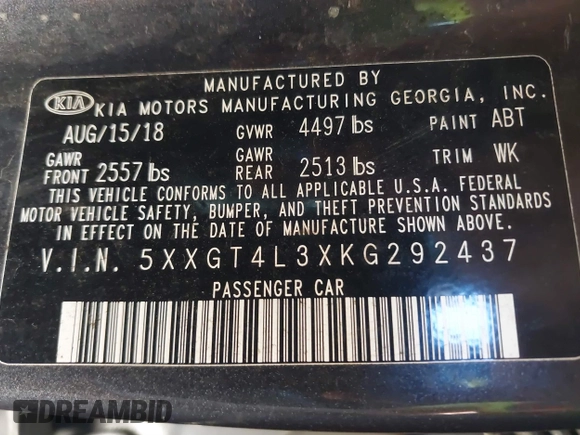 MANUFACTURED BY
KIA KIA MOTORS MANUFACTURING GEORGIA, INC.
AUG/15/18 GVWR 4497 lbs PAINT ABT
GAWR FRONT 2557 lbs GAWR REAR 2513 lbs TRIM WK
THIS VEHICLE CONFORMS TO ALL APPLICABLE U.S.A. FEDERAL
MOTOR VEHICLE SAFETY, BUMPER, AND THEFT PREVENTION STANDARDS
IN EFFECT ON THE DATE OF MANUFACTURE SHOWN ABOVE.
V.I.N. 5XXGT4L3XKG292437
PASSENGER CAR
DREAMBID